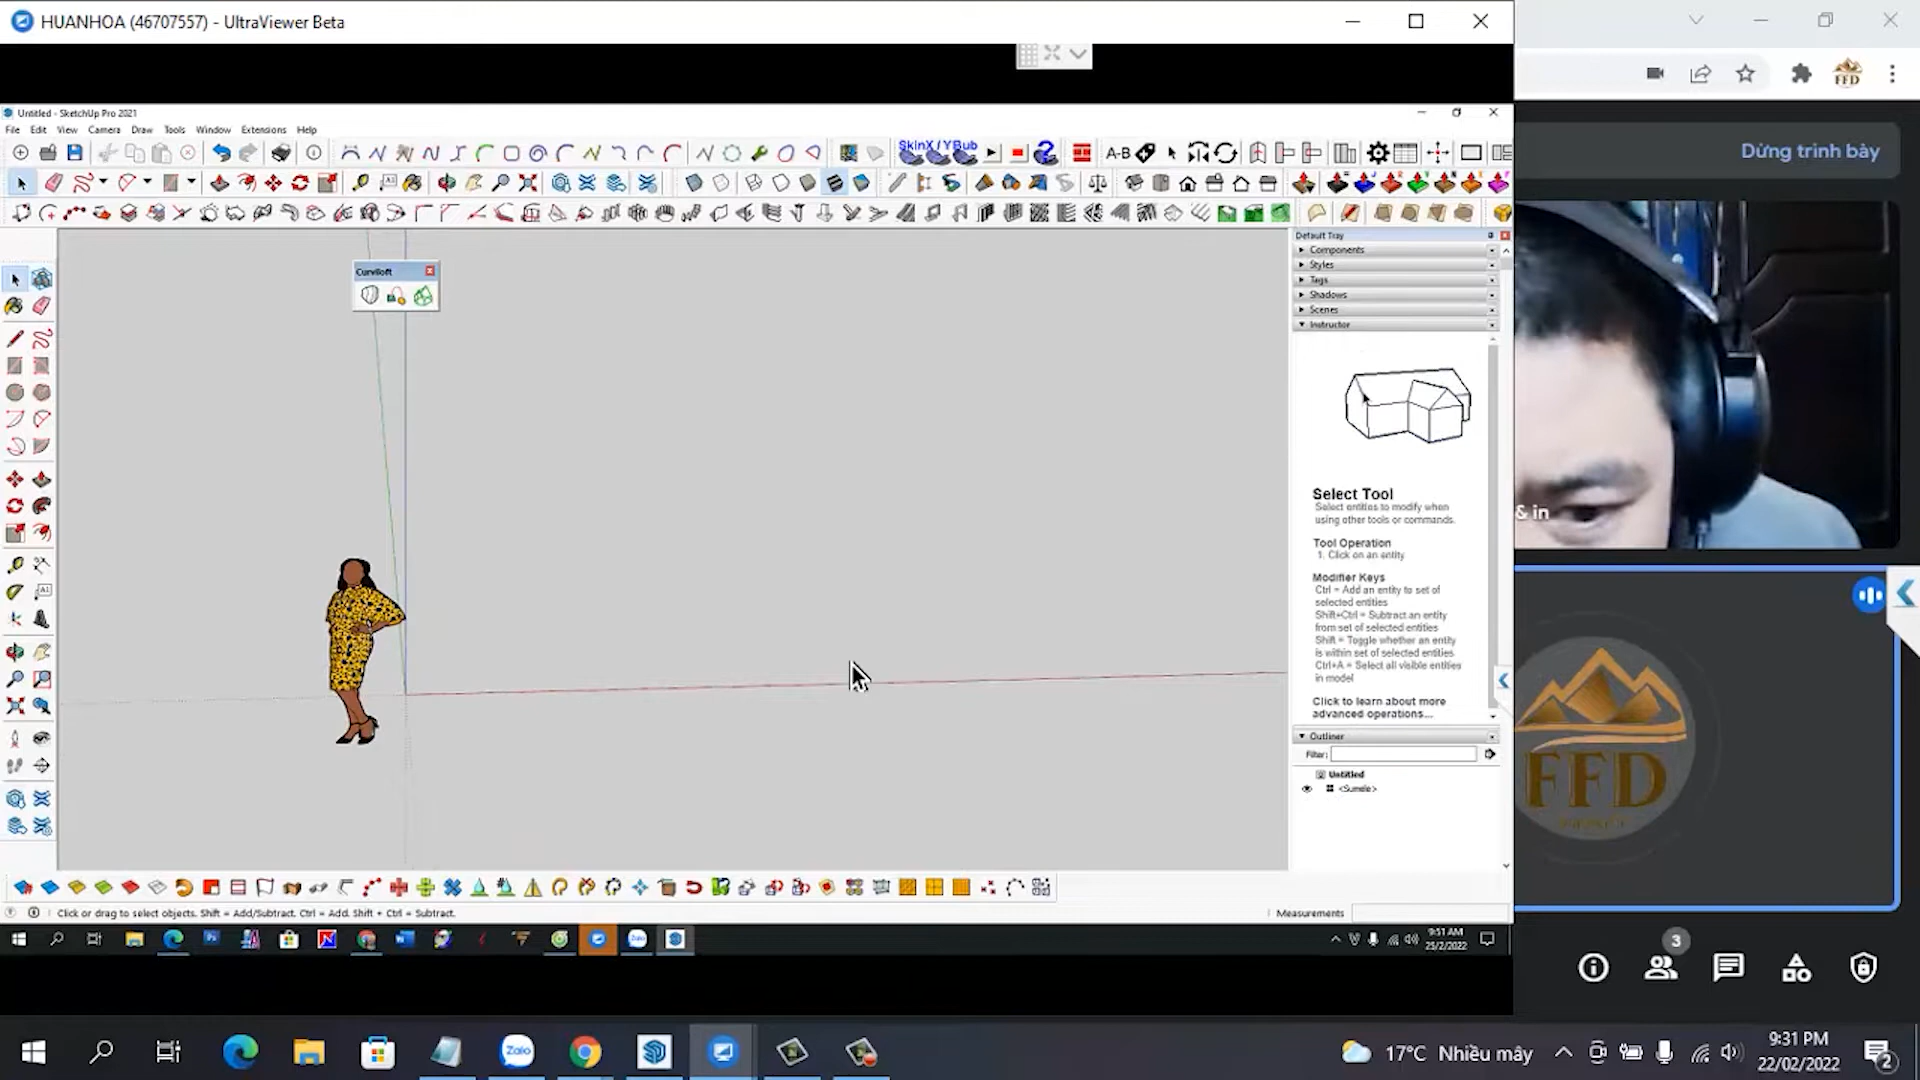 HUANHOA (46707557) - UltraViewer Beta
Untitled - SketchUp Pro 2021
File Edit View Camera Draw Tools Window Extensions Help
SkinX / YBub
A-B
Dừng trình bày
FFD
Default Tray
Components
Styles
Tags
Shadows
Scenes
Instructor
Curviloft
Select Tool
Select entities to modify when
using other tools or commands.
Tool Operation
1. Click on an entity
Modifier Keys
Ctrl = Add an entity to set of
selected entities
Shift+Ctrl = Subtract an entity
from set of selected entities
Shift = Toggle whether an entity
is within set of selected entities
Ctrl+A = Select all visible entities
in model
Click to learn about more
advanced operations...
Outliner
Filter:
Untitled
<Sumele>
& in
FFD
Click or drag to select objects. Shift = Add/Subtract. Ctrl = Add. Shift + Ctrl = Subtract.
Measurements
9:51 AM
25/2/2022
3
Zalo
17°C Nhiều mây
9:31 PM
22/02/2022
2